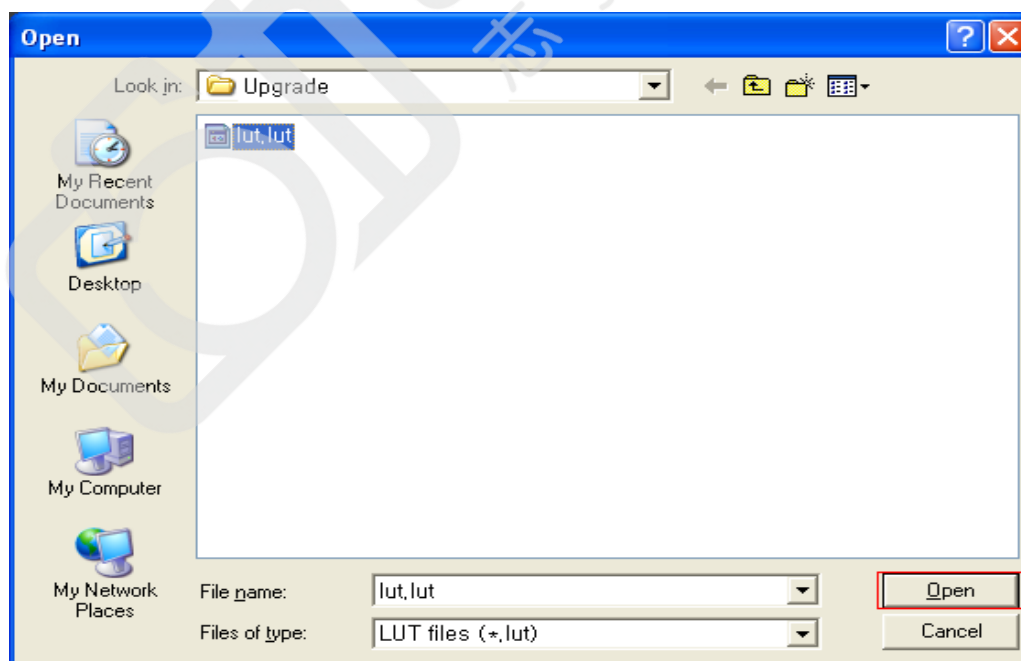 Open
Look in:
Upgrade
lut,lut
My Recent
Documents
Desktop
My Documents
My Computer
My Network
Places
File name:
lut,lut
Open
Files of type:
LUT files (*,lut)
Cancel
志